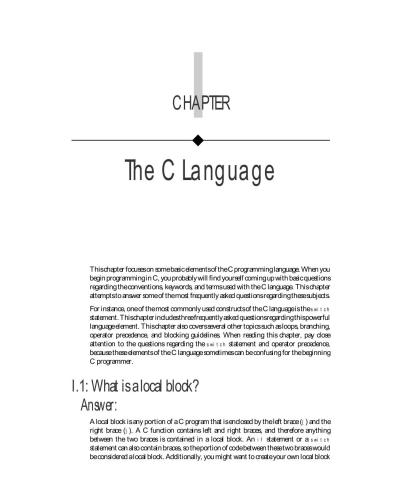 I
CHAPTER
The C Language
This chapter focuses on some basic elements of the C programming language. When you
begin programming in C, you probably will find yourself coming up with basic questions
regarding the conventions, keywords, and terms used with the C language. This chapter
attempts to answer some of the most frequently asked questions regarding these subjects.
For instance, one of the most commonly used constructs of the C language is the switch
statement. This chapter includes three frequently asked questions regarding this powerful
language element. This chapter also covers several other topics such as loops, branching,
operator precedence, and blocking guidelines. When reading this chapter, pay close
attention to the questions regarding the switch statement and operator precedence,
because these elements of the C language sometimes can be confusing for the beginning
C programmer.
I.1: What is a local block?
Answer:
A local block is any portion of a C program that is enclosed by the left brace ({) and the
right brace (}). A C function contains left and right braces, and therefore anything
between the two braces is contained in a local block. An if statement or a switch
statement can also contain braces, so the portion of code between these two braces would
be considered a local block. Additionally, you might want to create your own local block